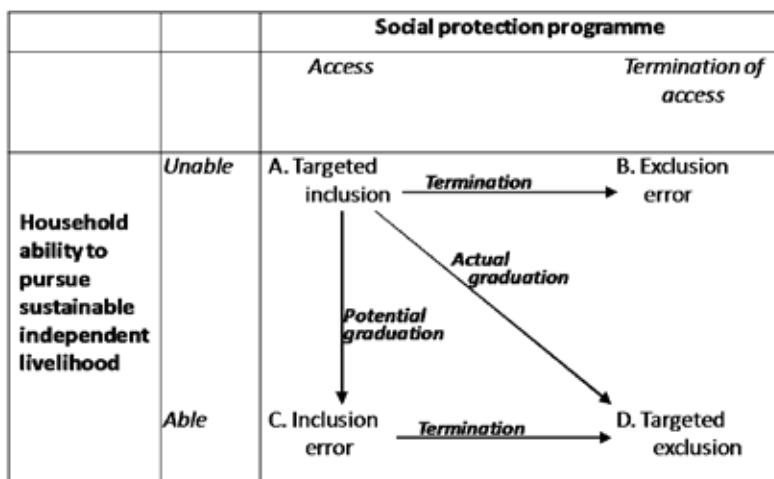 Social protection programme
Access
Termination of
access
Household
ability to
pursue
sustainable
independent
livelihood
Unable
A. Targeted
inclusion
Termination
B. Exclusion
error
Actual
graduation
Potential
graduation
Able
C. Inclusion
error
Termination
D. Targeted
exclusion